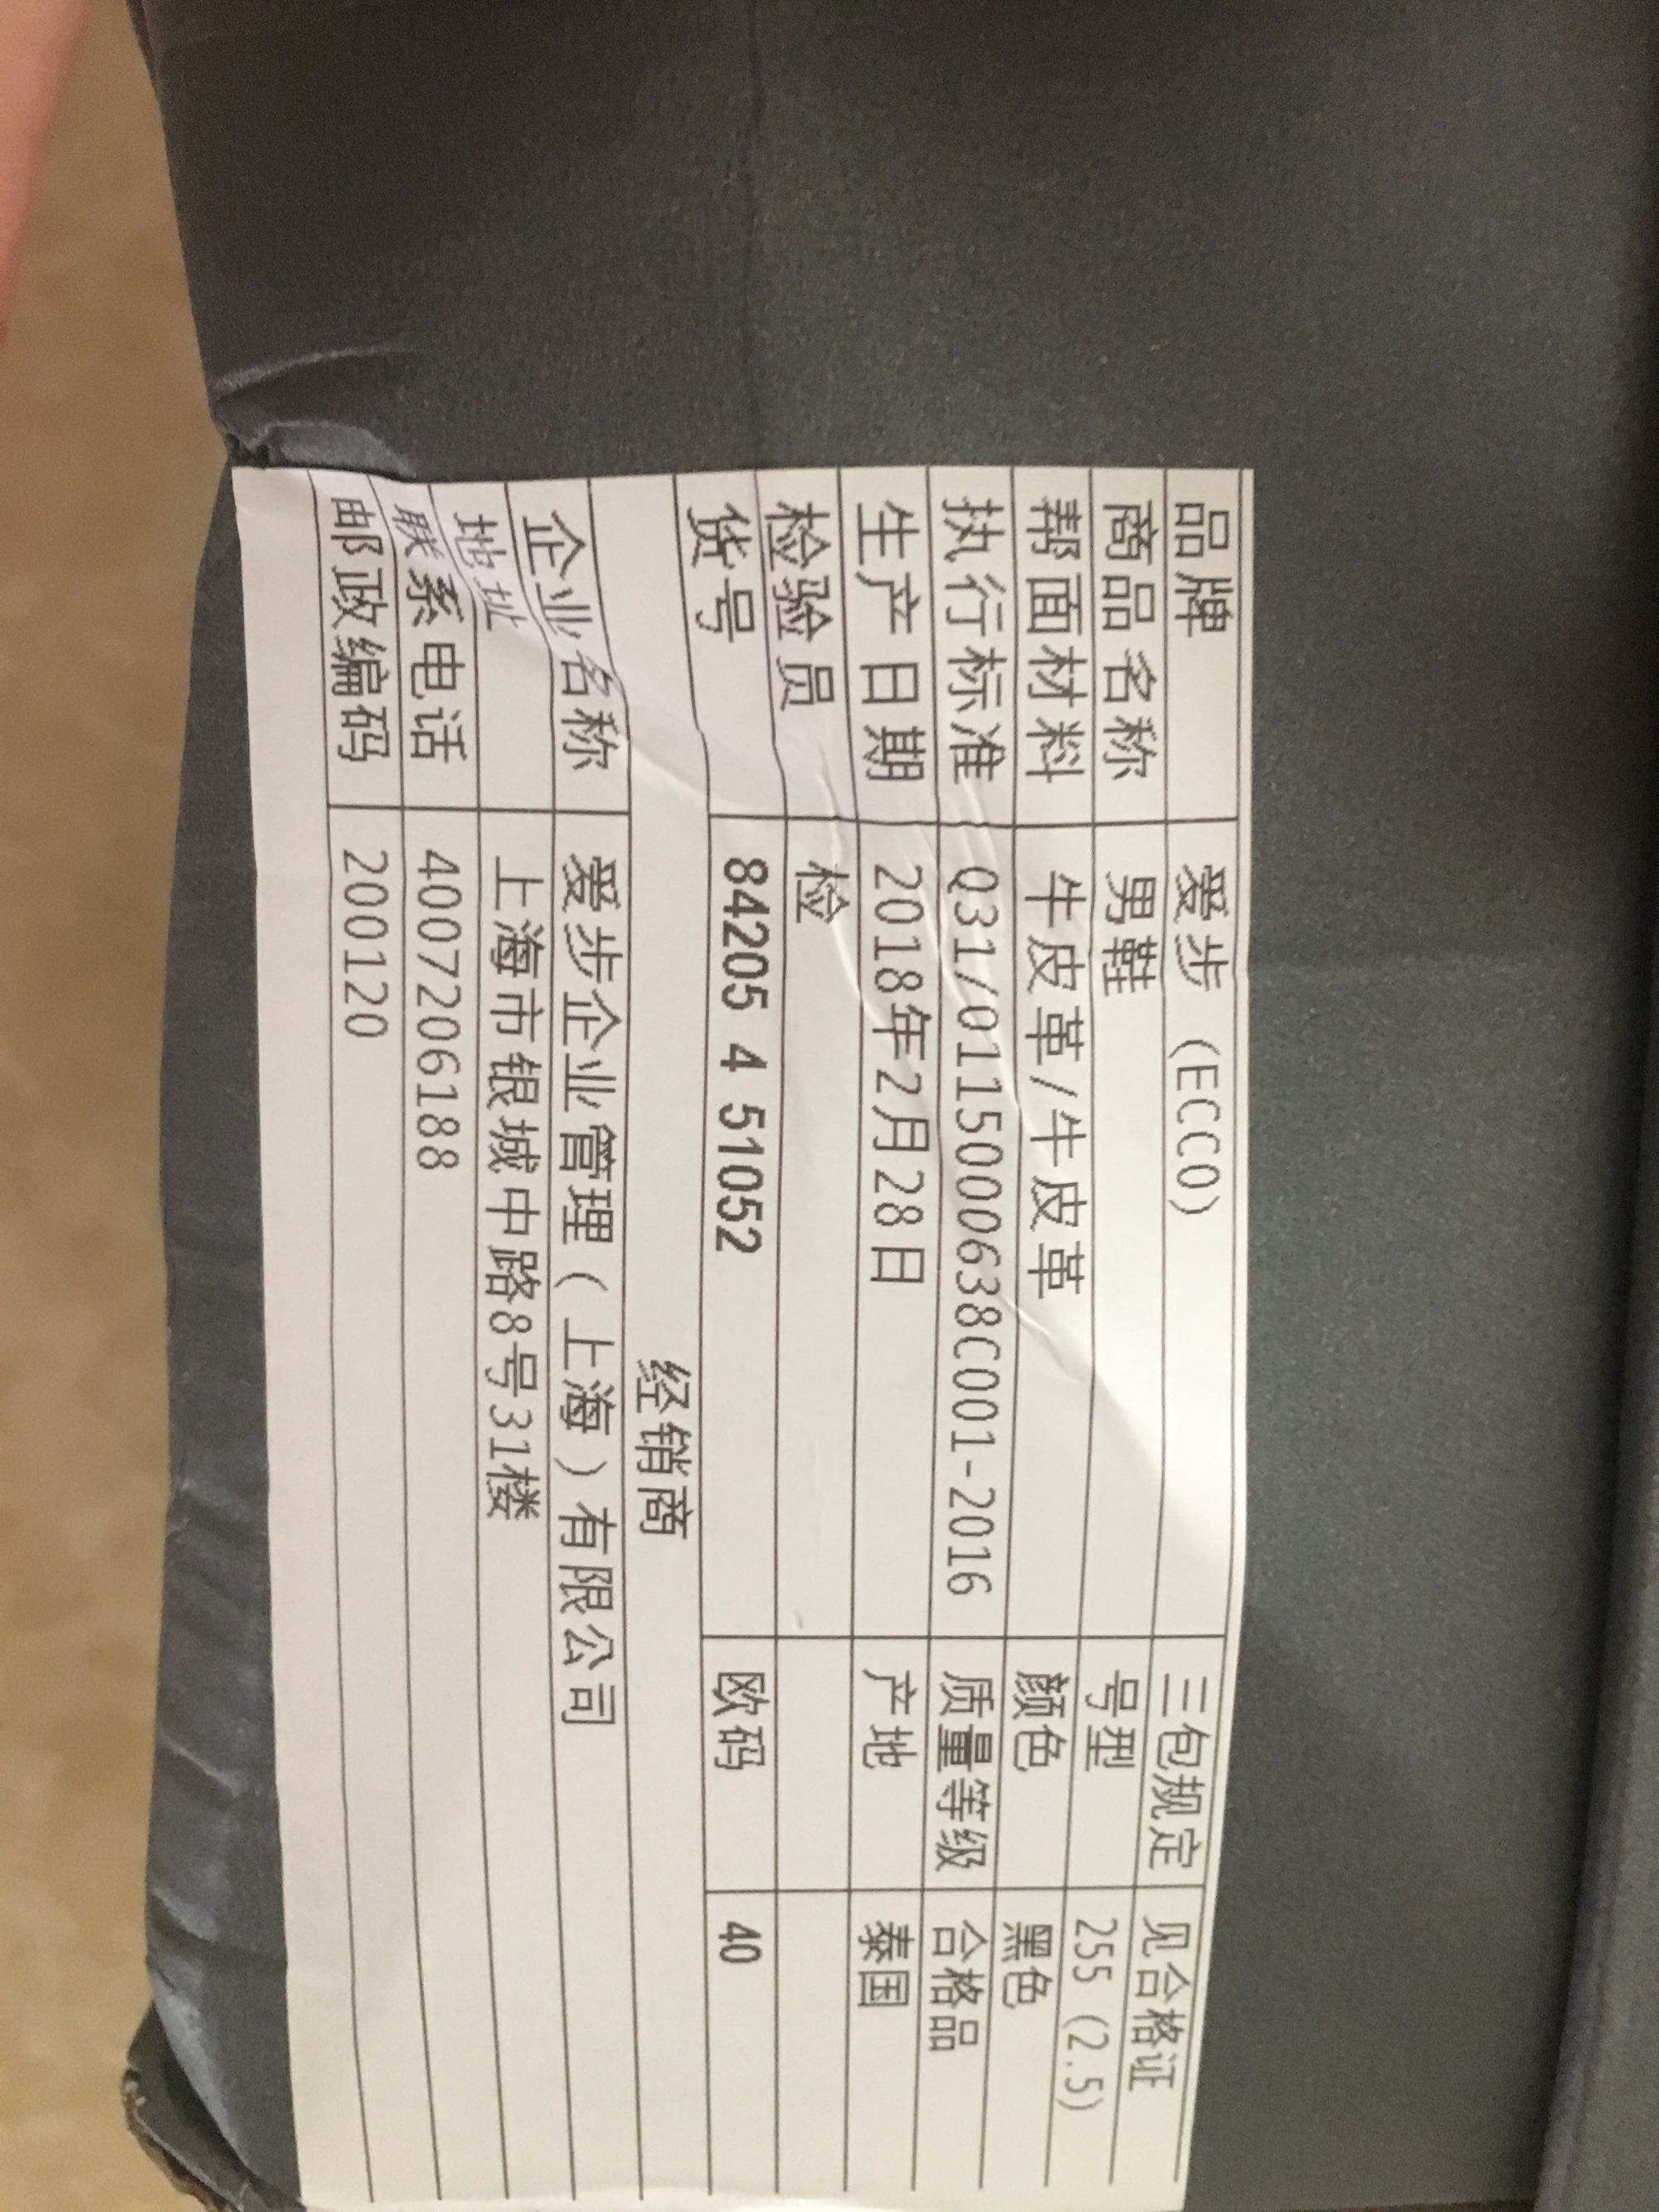 品牌 爱步 (ECCO) 三包规定 见合格证
商品名称 男鞋 号型 255 (2.5)
帮面材料 牛皮革/牛皮革 颜色 黑色
执行标准 Q31/0115000638C001-2016 质量等级 合格品
生产日期 2018年2月28日 产地 泰国
检验员 检
货号 84205 4 51052 欧码 40
经销商
企业名称 爱步企业管理(上海)有限公司
地址 上海市银城中路8号31楼
联系电话 4007206188
邮政编码 200120